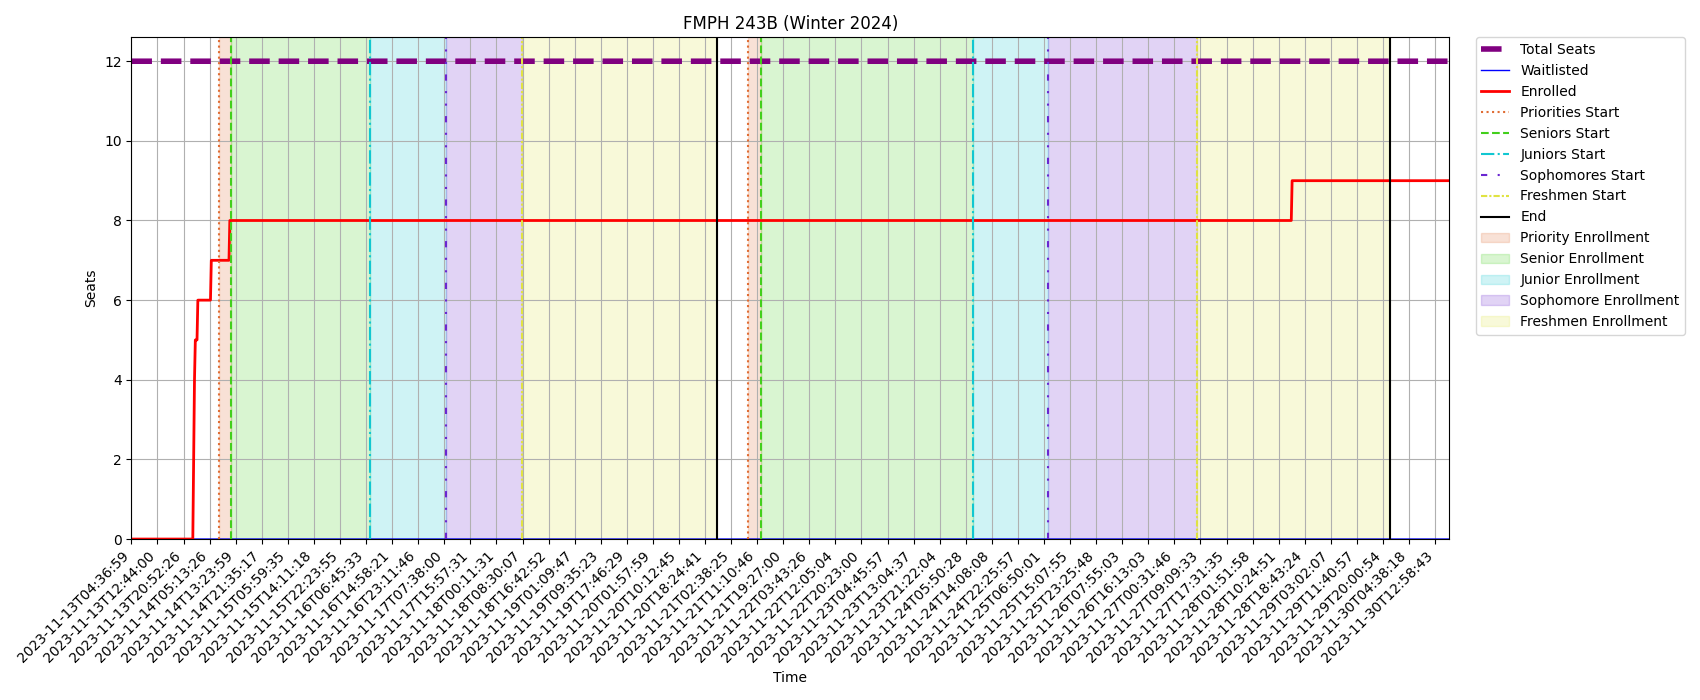 FMPH 243B (Winter 2024)
Total Seats
Waitlisted
Enrolled
Priorities Start
Seniors Start
Juniors Start
Sophomores Start
Freshmen Start
End
Priority Enrollment
Senior Enrollment
Junior Enrollment
Sophomore Enrollment
Freshmen Enrollment
Seats
12
10
8
6
4
2
0
2023-11-13T04:36:59
2023-11-13T12:44:00
2023-11-13T20:52:26
2023-11-14T05:13:26
2023-11-14T13:23:59
2023-11-14T21:35:17
2023-11-15T05:59:35
2023-11-15T14:11:18
2023-11-15T22:23:55
2023-11-16T06:45:33
2023-11-16T14:58:21
2023-11-16T23:11:46
2023-11-17T07:38:00
2023-11-17T15:57:31
2023-11-18T00:11:31
2023-11-18T08:30:07
2023-11-18T16:42:52
2023-11-19T01:09:47
2023-11-19T09:35:23
2023-11-19T17:46:29
2023-11-20T01:57:59
2023-11-20T10:12:45
2023-11-20T18:24:41
2023-11-21T02:38:25
2023-11-21T11:10:46
2023-11-21T19:27:00
2023-11-22T03:43:26
2023-11-22T12:05:04
2023-11-22T20:23:00
2023-11-23T04:45:57
2023-11-23T13:04:37
2023-11-23T21:22:04
2023-11-24T05:50:28
2023-11-24T14:08:08
2023-11-24T22:25:57
2023-11-25T06:50:01
2023-11-25T15:07:55
2023-11-25T23:25:48
2023-11-26T07:55:03
2023-11-26T16:13:03
2023-11-27T00:31:46
2023-11-27T09:09:33
2023-11-27T17:31:35
2023-11-28T01:51:58
2023-11-28T10:24:51
2023-11-28T18:43:24
2023-11-29T03:02:07
2023-11-29T11:40:57
2023-11-29T20:00:54
2023-11-30T04:38:18
2023-11-30T12:58:43
Time